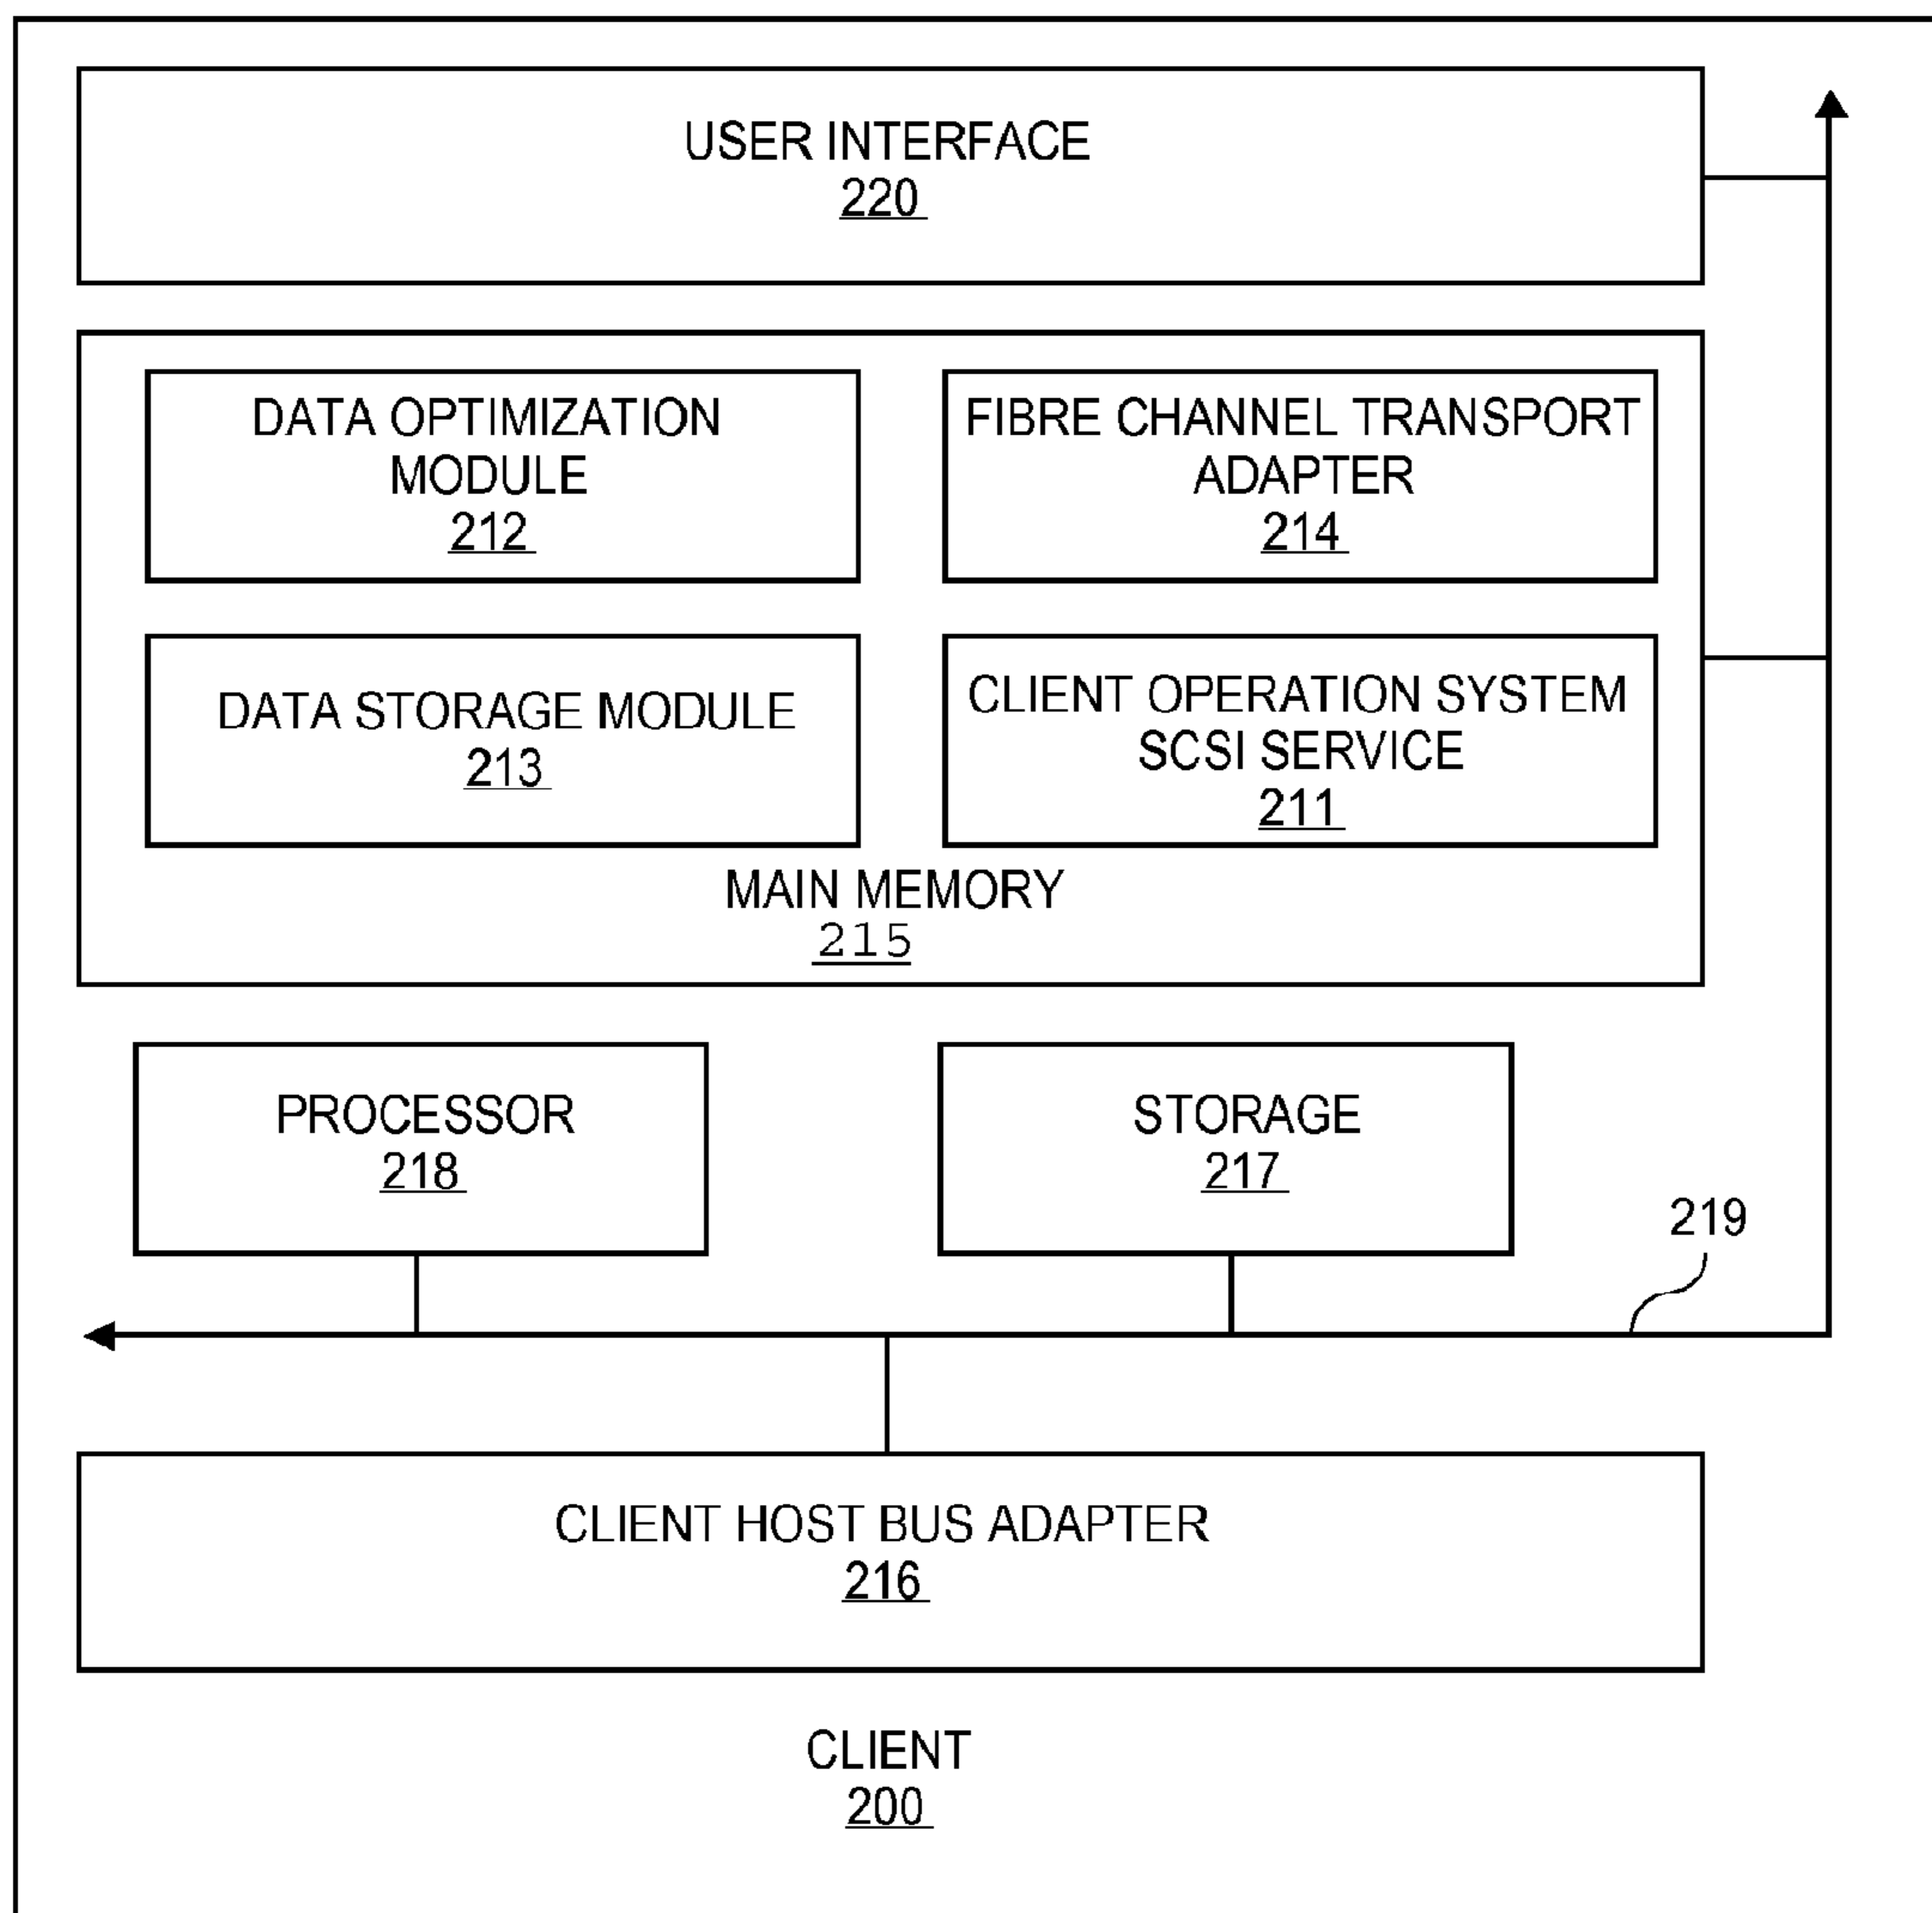 USER INTERFACE
220
DATA OPTIMIZATION
MODULE
212
FIBRE CHANNEL TRANSPORT
ADAPTER
214
DATA STORAGE MODULE
213
CLIENT OPERATION SYSTEM
SCSI SERVICE
211
MAIN MEMORY
215
PROCESSOR
218
STORAGE
217
219
CLIENT HOST BUS ADAPTER
216
CLIENT
200